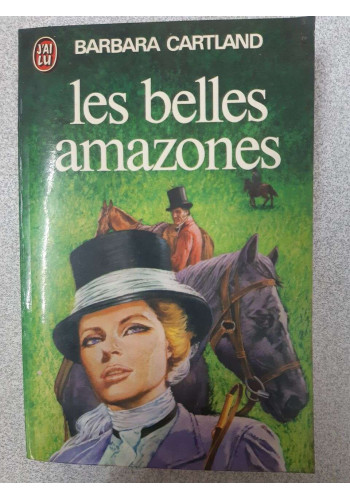 J'AI
LU
BARBARA CARTLAND
les belles
amazones